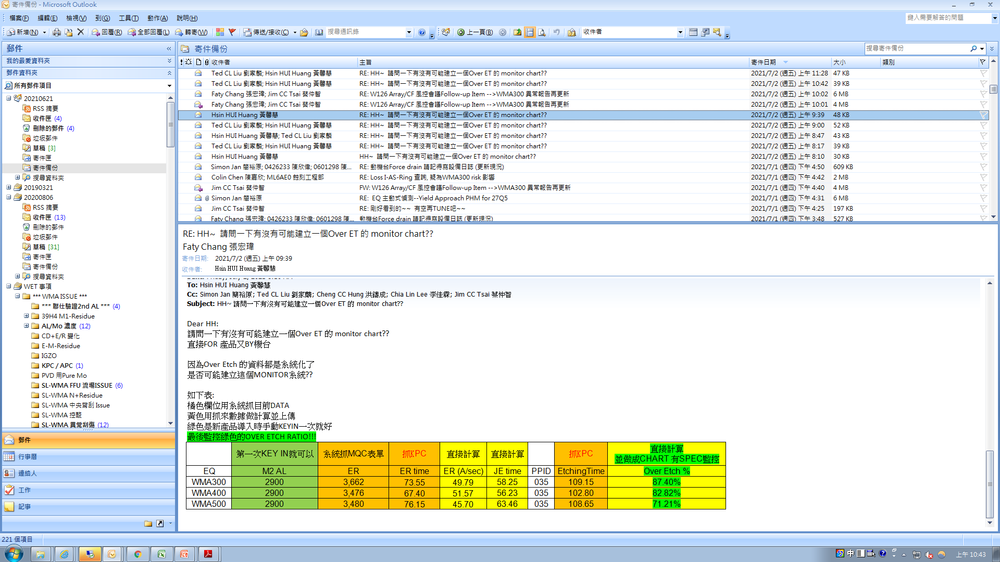 寄件備份 - Microsoft Outlook
檔案(F) 編輯(E) 檢視(V) 到(G) 工具(T) 動作(A) 說明(H)
鍵入需要解答的問題
新增(N) 回覆(R) 全部回覆(L) 轉寄(W) 傳送/接收(C) 搜尋通訊錄 上一頁(B) 收件者
郵件
我的最愛資料夾
郵件資料夾
所有郵件項目
20210621
RSS 摘要
收件匣 (4)
刪除的郵件 (4)
垃圾郵件
草稿 [3]
寄件匣
寄件備份
搜尋資料夾
20190321
20200806
RSS 摘要
收件匣 (13)
刪除的郵件
垃圾郵件
草稿 [31]
寄件匣
寄件備份
搜尋資料夾
WET 事項
*** WMA ISSUE ***
*** 聯仕驗證2nd AL *** (4)
39H4 M1-Residue
AL/Mo 濃度 (12)
CD+E/R 變化
E-M-Residue
IGZO
KPC / APC (1)
PVD 用Pure Mo
SL-WMA FFU 流場ISSUE (6)
SL-WMA N+Residue
SL-WMA 中央背刮 Issue
SL-WMA 控酸
SL-WMA 異常刮傷 (12)
郵件
行事曆
連絡人
工作
記事
221 個項目
寄件備份
搜尋寄件備份
收件者 主旨 寄件日期 大小 類別
Ted CL Liu 劉家麟; Hsin HUI Huang 黃馨慧 RE: HH~ 請問一下有沒有可能建立一個Over ET 的 monitor chart?? 2021/7/2 (週五) 上午 11:28 47 KB
Ted CL Liu 劉家麟; Hsin HUI Huang 黃馨慧 RE: HH~ 請問一下有沒有可能建立一個Over ET 的 monitor chart?? 2021/7/2 (週五) 上午 10:42 39 KB
Faty Chang 張宏瑋; Jim CC Tsai 蔡仲智 RE: W126 Array/CF 風控會議Follow-up Item -->WMA300 異常報告再更新 2021/7/2 (週五) 上午 10:02 6 MB
Faty Chang 張宏瑋; Jim CC Tsai 蔡仲智 RE: W126 Array/CF 風控會議Follow-up Item -->WMA300 異常報告再更新 2021/7/2 (週五) 上午 10:01 4 MB
Hsin HUI Huang 黃馨慧 RE: HH~ 請問一下有沒有可能建立一個Over ET 的 monitor chart?? 2021/7/2 (週五) 上午 9:39 48 KB
Ted CL Liu 劉家麟; Hsin HUI Huang 黃馨慧 RE: HH~ 請問一下有沒有可能建立一個Over ET 的 monitor chart?? 2021/7/2 (週五) 上午 9:00 52 KB
Hsin HUI Huang 黃馨慧; Ted CL Liu 劉家麟 RE: HH~ 請問一下有沒有可能建立一個Over ET 的 monitor chart?? 2021/7/2 (週五) 上午 8:47 43 KB
Ted CL Liu 劉家麟; Hsin HUI Huang 黃馨慧 RE: HH~ 請問一下有沒有可能建立一個Over ET 的 monitor chart?? 2021/7/2 (週五) 上午 8:17 39 KB
Hsin HUI Huang 黃馨慧 HH~ 請問一下有沒有可能建立一個Over ET 的 monitor chart?? 2021/7/2 (週五) 上午 8:10 30 KB
Simon Jan 簡裕原; 0426233 陳欣偉; 0601298 陳... RE: 動機台Force drain 請記得寫設備日誌 (更新現況) 2021/7/1 (週四) 下午 4:50 609 KB
Colin Chen 陳嘉欣; ML6AE0 蝕刻工程部 RE: Loss I-AS-Ring 查詢, 疑為WMA300 risk 影響 2021/7/1 (週四) 下午 4:42 2 MB
Jim CC Tsai 蔡仲智 FW: W126 Array/CF 風控會議Follow-up Item -->WMA300 異常報告再更新 2021/7/1 (週四) 下午 4:40 4 MB
Simon Jan 簡裕原 RE: EQ 主動式偵測--Yield Approach PHM for 27Q5 2021/7/1 (週四) 下午 4:31 6 MB
Jim CC Tsai 蔡仲智 RE: 剛好看到的~~ 有空再TUNE吧~~ 2021/7/1 (週四) 下午 4:25 197 KB
Faty Chang 張宏瑋; 0426233 陳欣偉; 0601298 陳... 動機台Force drain 請記得寫設備日誌 (更新現況) 2021/7/1 (週四) 下午 3:48 527 KB
RE: HH~ 請問一下有沒有可能建立一個Over ET 的 monitor chart??
Faty Chang 張宏瑋
寄件日期: 2021/7/2 (週五) 上午 09:39
收件者: Hsin HUI Huang 黃馨慧
To: Hsin HUI Huang 黃馨慧
Cc: Simon Jan 簡裕原; Ted CL Liu 劉家麟; Cheng CC Hung 洪鑄成; Chia Lin Lee 李佳霖; Jim CC Tsai 蔡仲智
Subject: HH~ 請問一下有沒有可能建立一個Over ET 的 monitor chart??
Dear HH:
請問一下有沒有可能建立一個Over ET 的 monitor chart??
直接FOR 產品又BY機台
因為Over Etch 的資料都是系統化了
是否可能建立這個MONITOR系統??
如下表:
橘色欄位用系統抓目前DATA
黃色用抓來數據做計算並上傳
綠色是新產品導入時手動KEYIN一次就好
最後監控綠色的OVER ETCH RATIO!!!
第一次KEY IN就可以 系統抓MQC表單 抓KPC 直接計算 直接計算 抓KPC 直接計算
並做成CHART 有SPEC監控
EQ M2 AL ER ER time ER (A/sec) JE time PPID EtchingTime Over Etch %
WMA300 2900 3,662 73.55 49.79 58.25 035 109.15 87.40%
WMA400 2900 3,476 67.40 51.57 56.23 035 102.80 82.82%
WMA500 2900 3,480 76.15 45.70 63.46 035 108.65 71.21%
中
上午 10:43